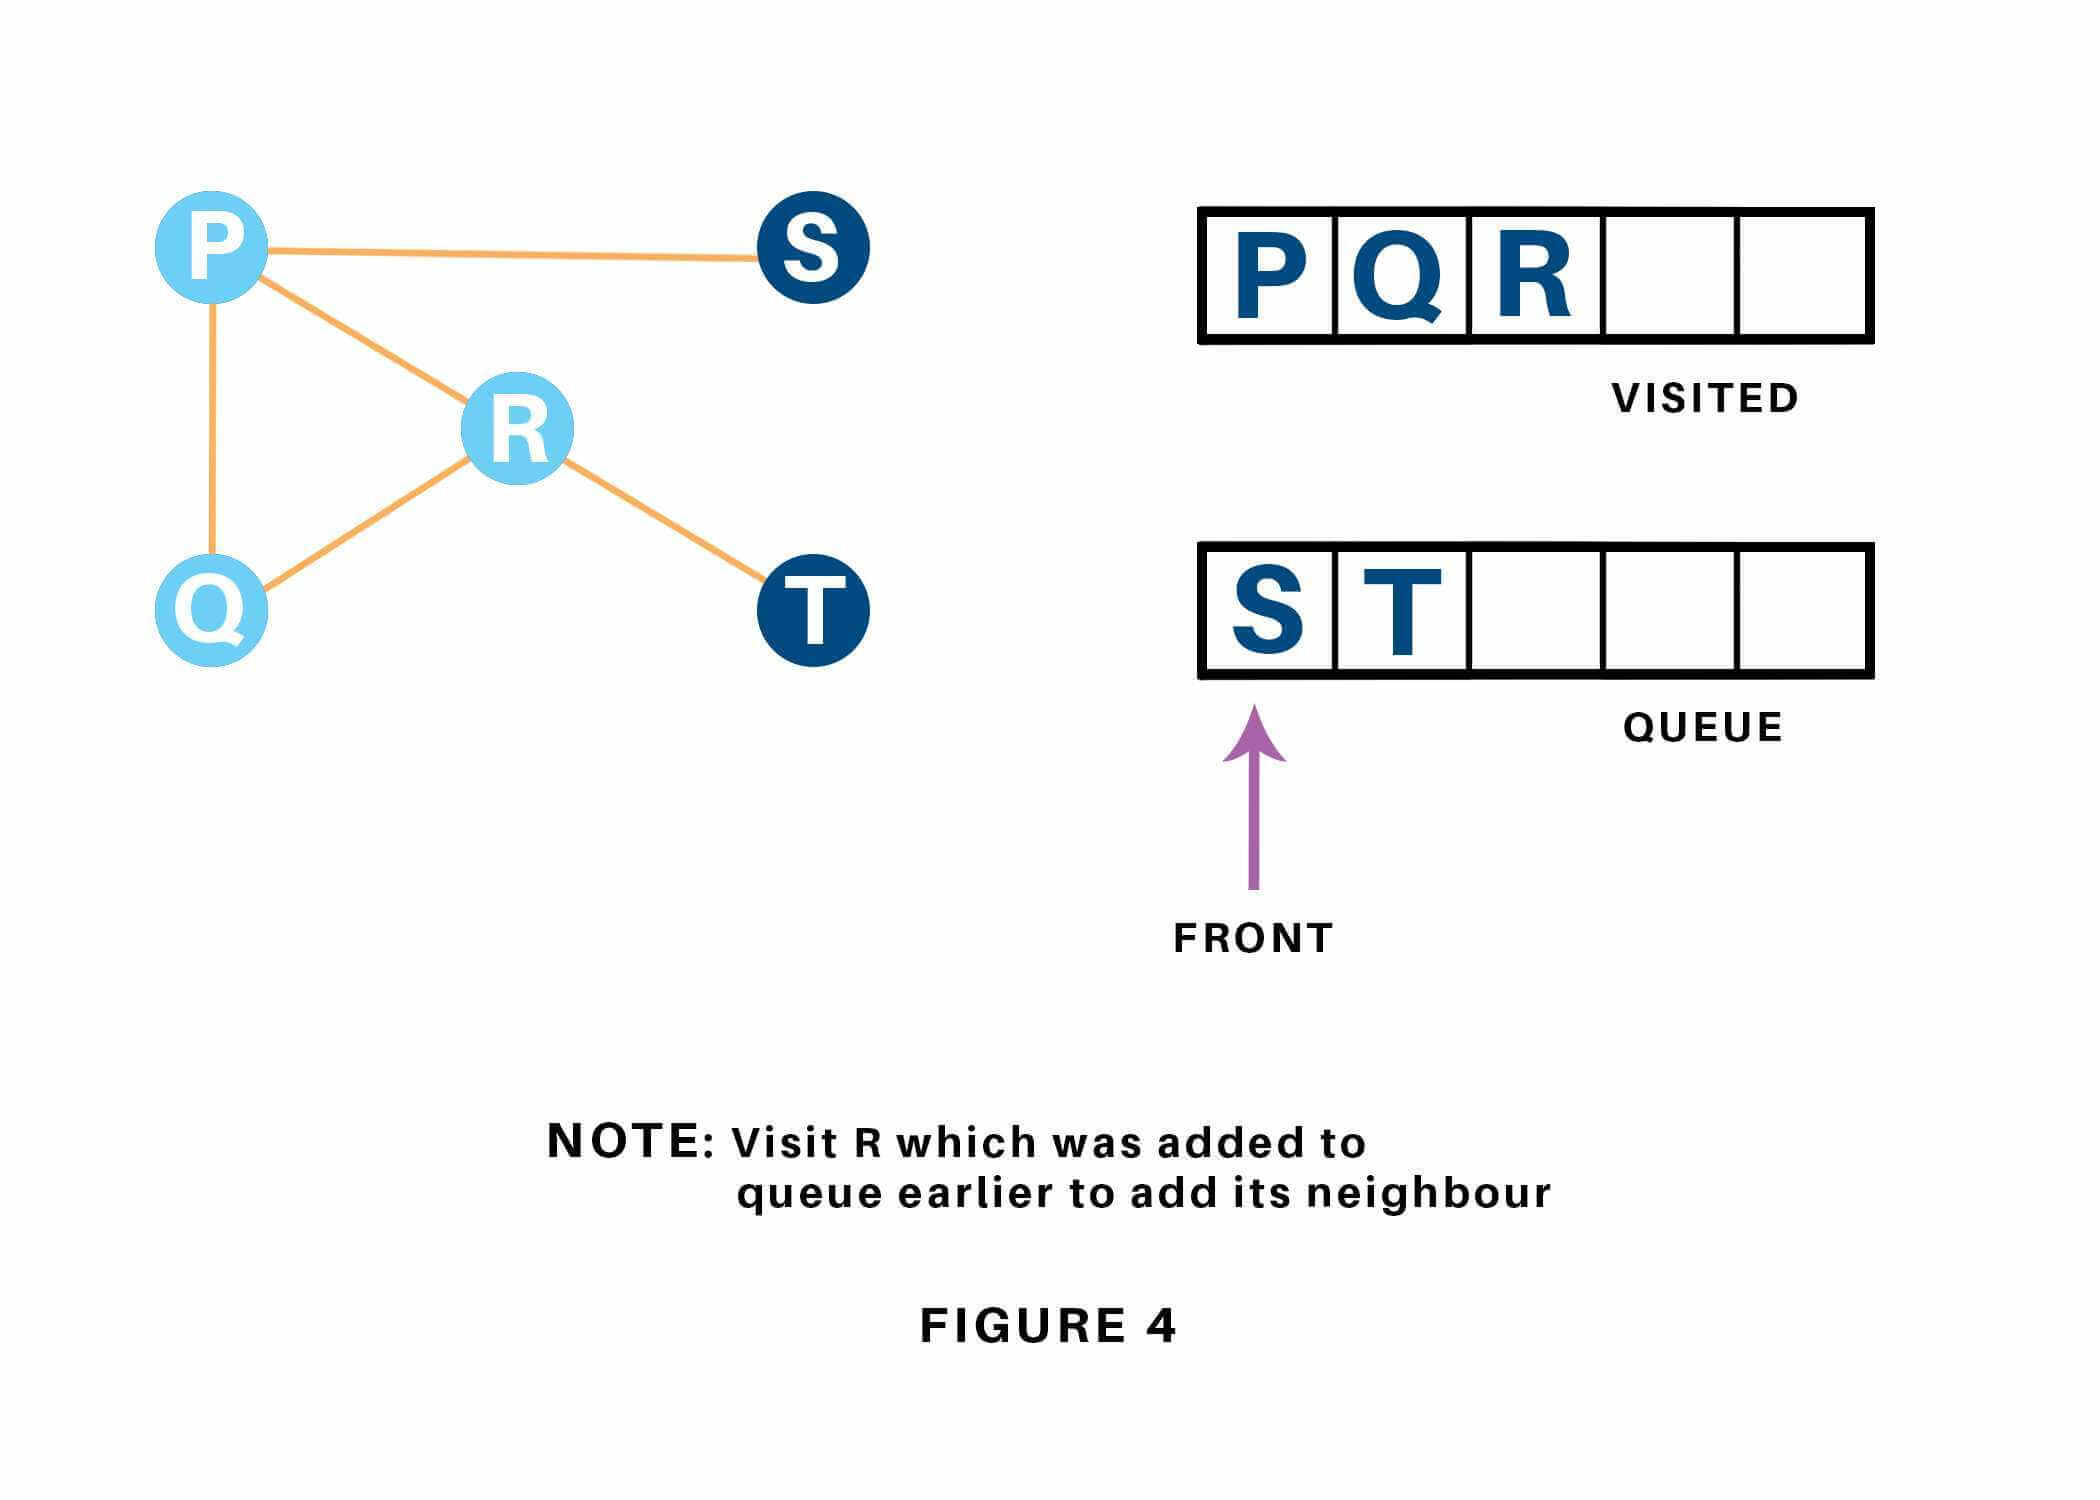 P
S
R
Q
T
P Q R
VISITED
S T
QUEUE
FRONT
NOTE: Visit R which was added to
queue earlier to add its neighbour
FIGURE 4